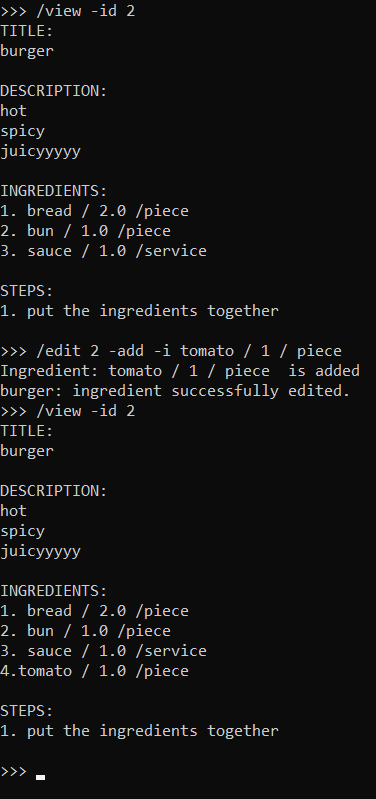 >>> /view -id 2
TITLE:
burger
DESCRIPTION:
hot
spicy
juicyyyyy
INGREDIENTS:
1. bread / 2.0 /piece
2. bun / 1.0 /piece
3. sauce / 1.0 /service
STEPS:
1. put the ingredients together
>>> /edit 2 -add -i tomato / 1 / piece
Ingredient: tomato / 1 / piece  is added
burger: ingredient successfully edited.
>>> /view -id 2
TITLE:
burger
DESCRIPTION:
hot
spicy
juicyyyyy
INGREDIENTS:
1. bread / 2.0 /piece
2. bun / 1.0 /piece
3. sauce / 1.0 /service
4.tomato / 1.0 /piece
STEPS:
1. put the ingredients together
>>>